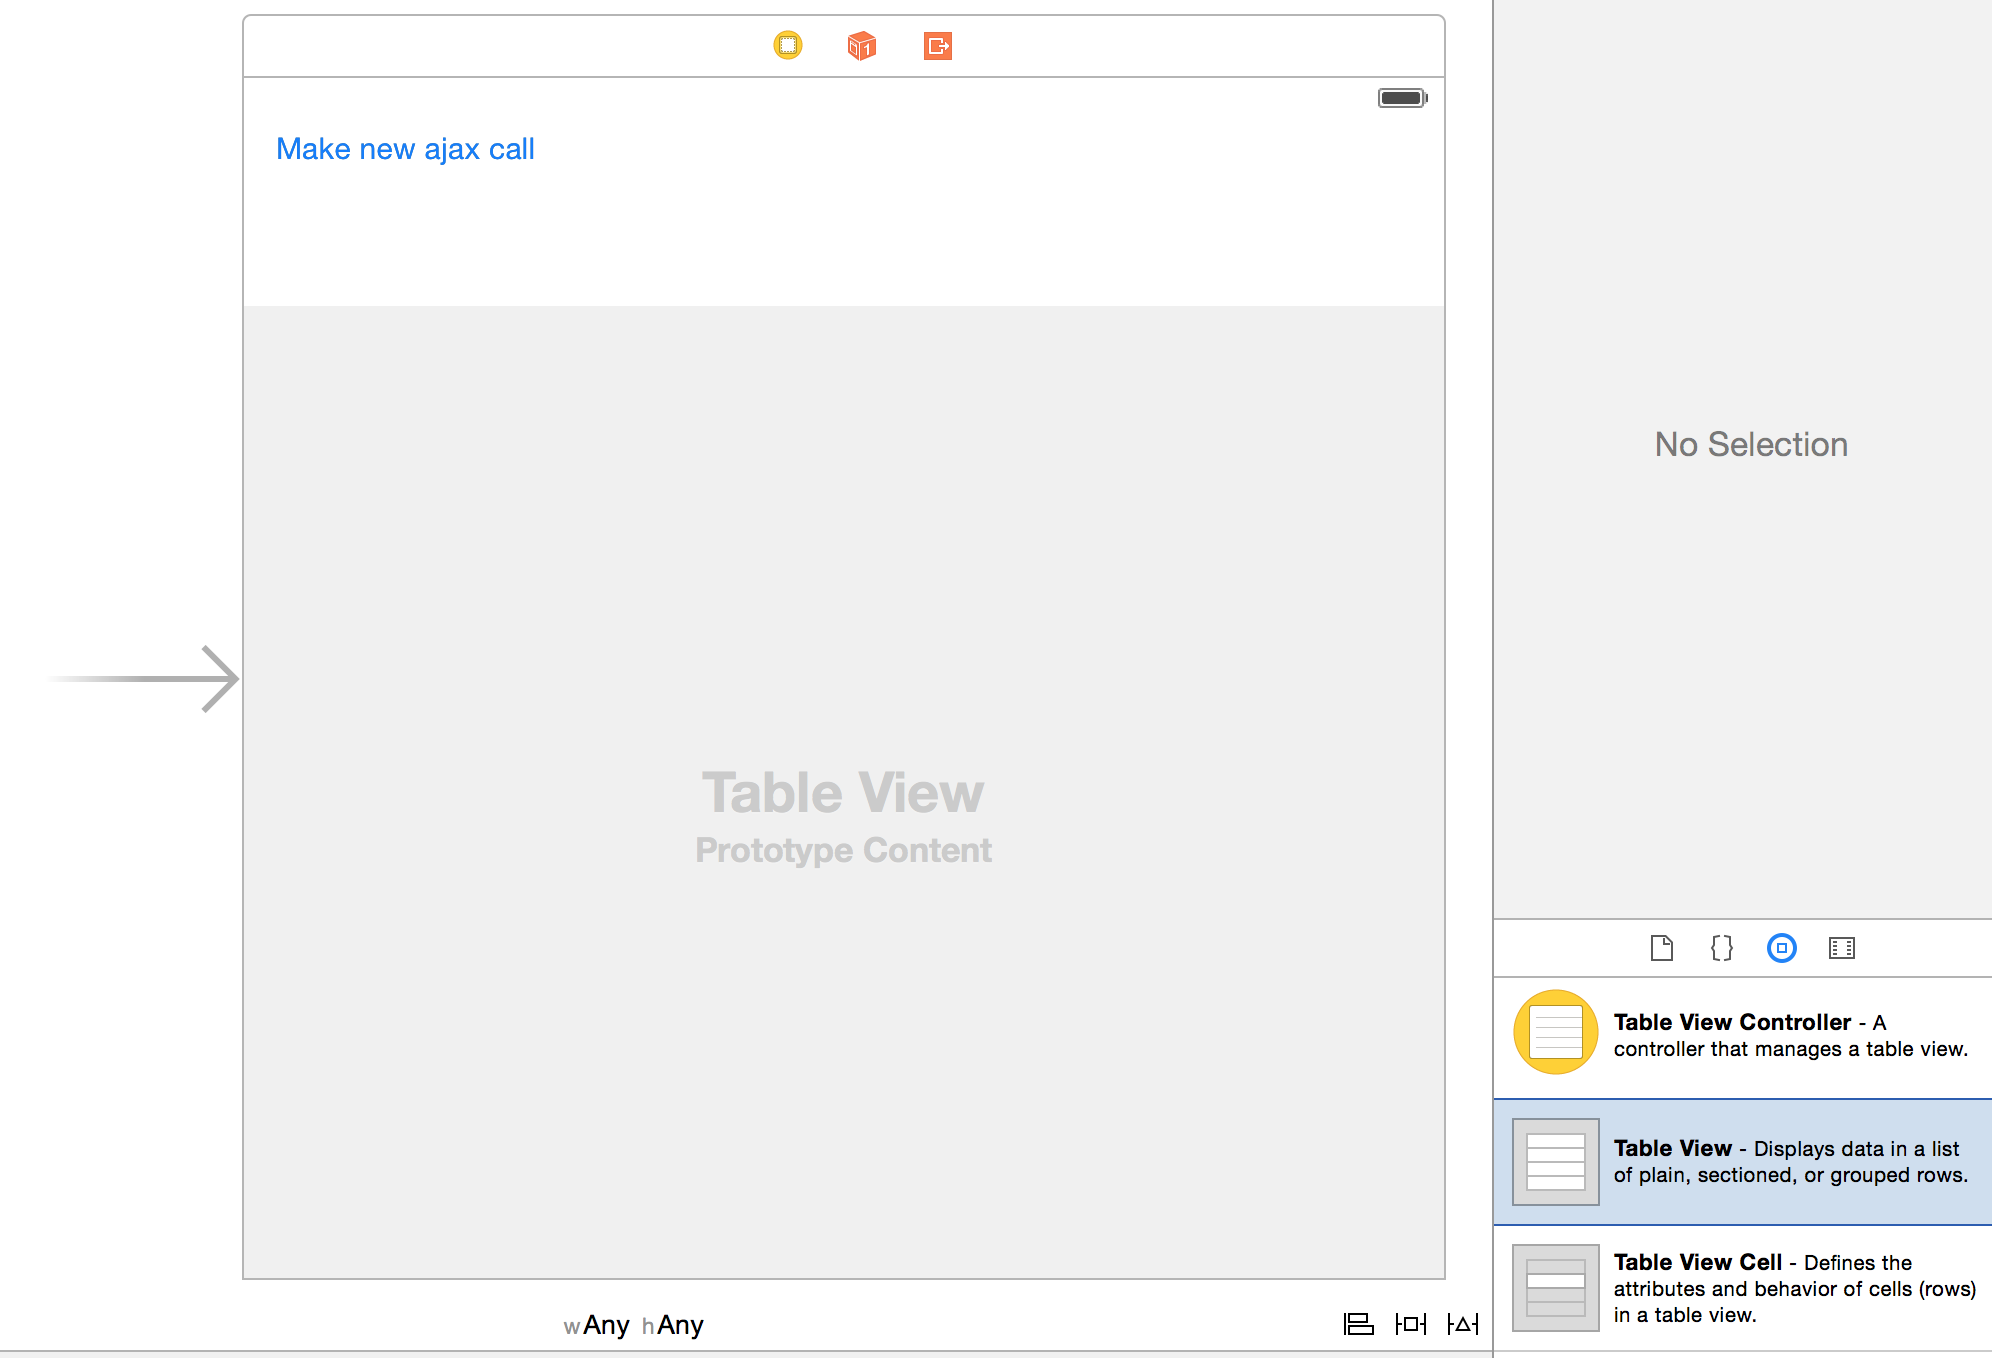 Make new ajax call
Table View
Prototype Content
wAny hAny
No Selection
Table View Controller - A
controller that manages a table view.
Table View - Displays data in a list
of plain, sectioned, or grouped rows.
Table View Cell - Defines the
attributes and behavior of cells (rows)
in a table view.